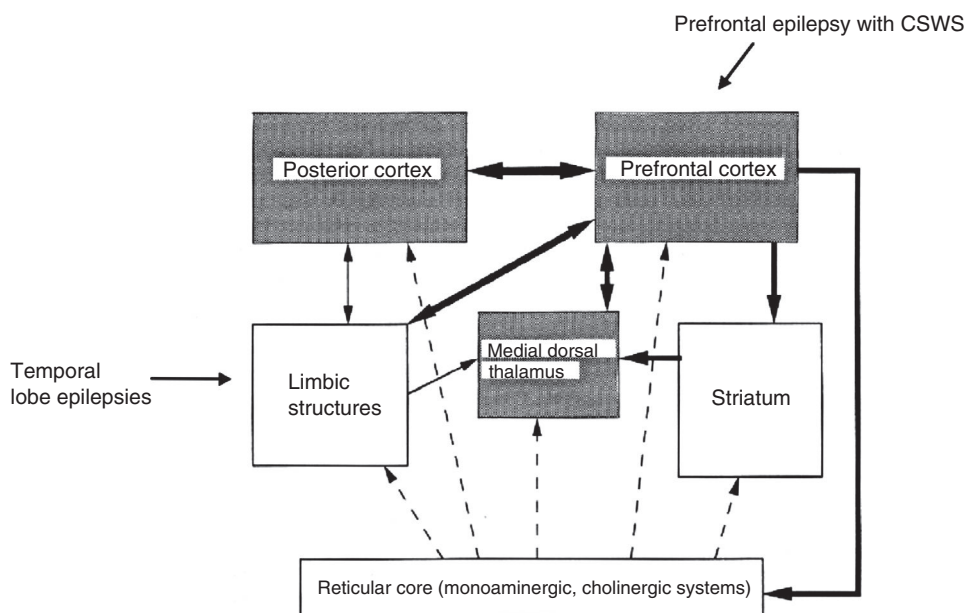 Prefrontal epilepsy with CSWS
Posterior cortex
Prefrontal cortex
Medial dorsal
thalamus
Temporal
lobe epilepsies
Limbic
structures
Striatum
Reticular core (monoaminergic, cholinergic systems)